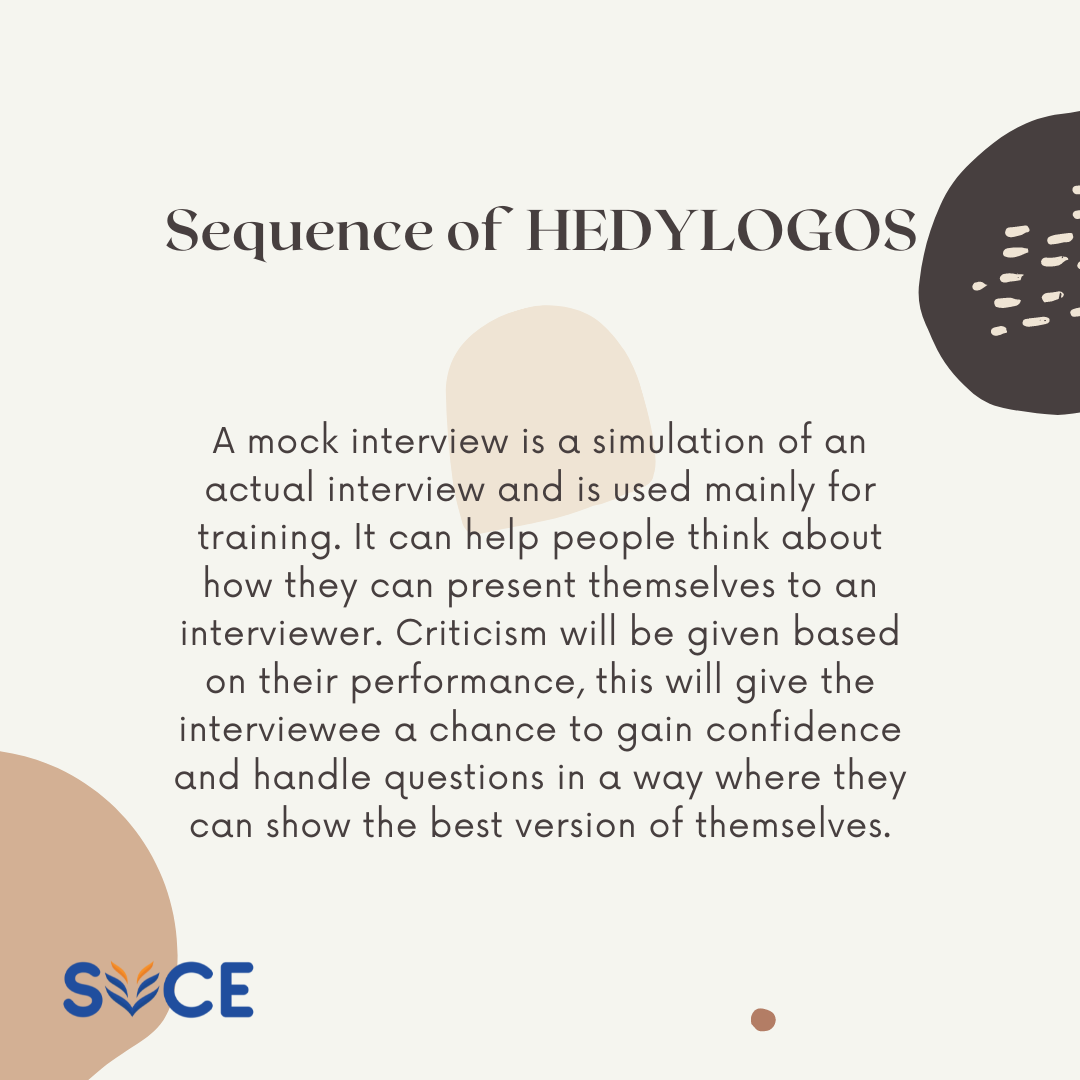 Sequence of HEDYLOGOS
A mock interview is a simulation of an
actual interview and is used mainly for
training. It can help people think about
how they can present themselves to an
interviewer. Criticism will be given based
on their performance, this will give the
interviewee a chance to gain confidence
and handle questions in a way where they
can show the best version of themselves.
SVCE